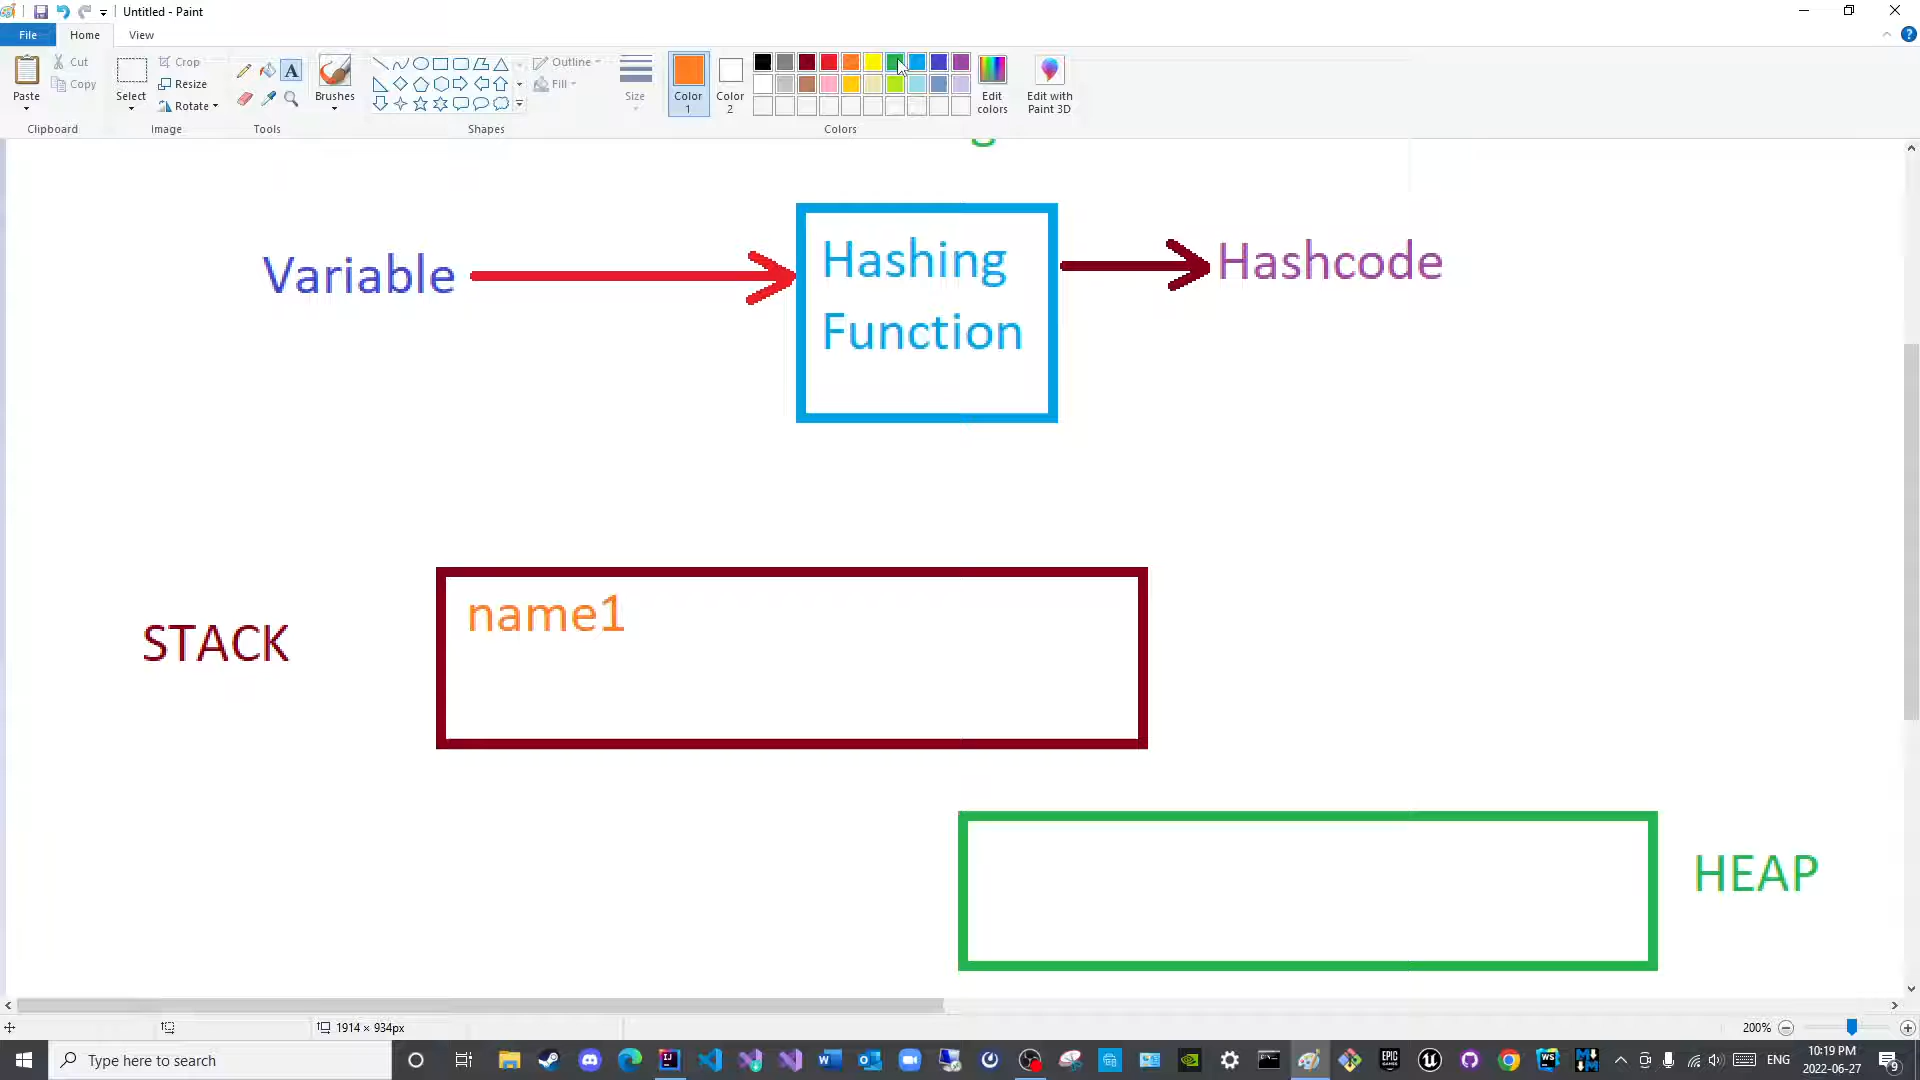 Untitled - Paint
File Home View
Paste
Cut
Copy
Clipboard
Select
Crop
Resize
Rotate
Image
Tools
Brushes
Shapes
Outline
Fill
Size
Color 1
Color 2
Colors
Edit colors
Edit with Paint 3D
g
Variable
Hashing
Function
Hashcode
STACK
name1
HEAP
1914 × 934px
200%
Type here to search
ENG
10:19 PM
2022-06-27
9